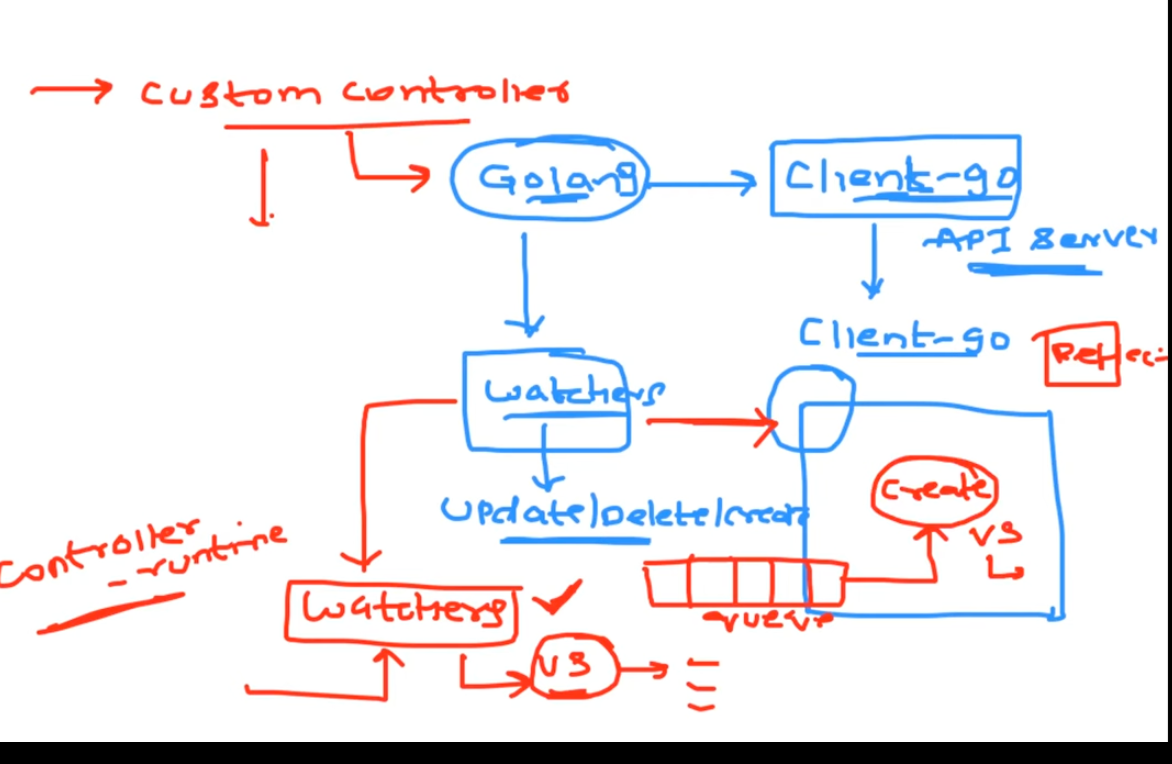 custom controller
Golang
Client-go
API Server
Client-go
Reflec
watchers
Update/Delete/Create
create
VS
Controller
-runtime
queue
watchers
VS